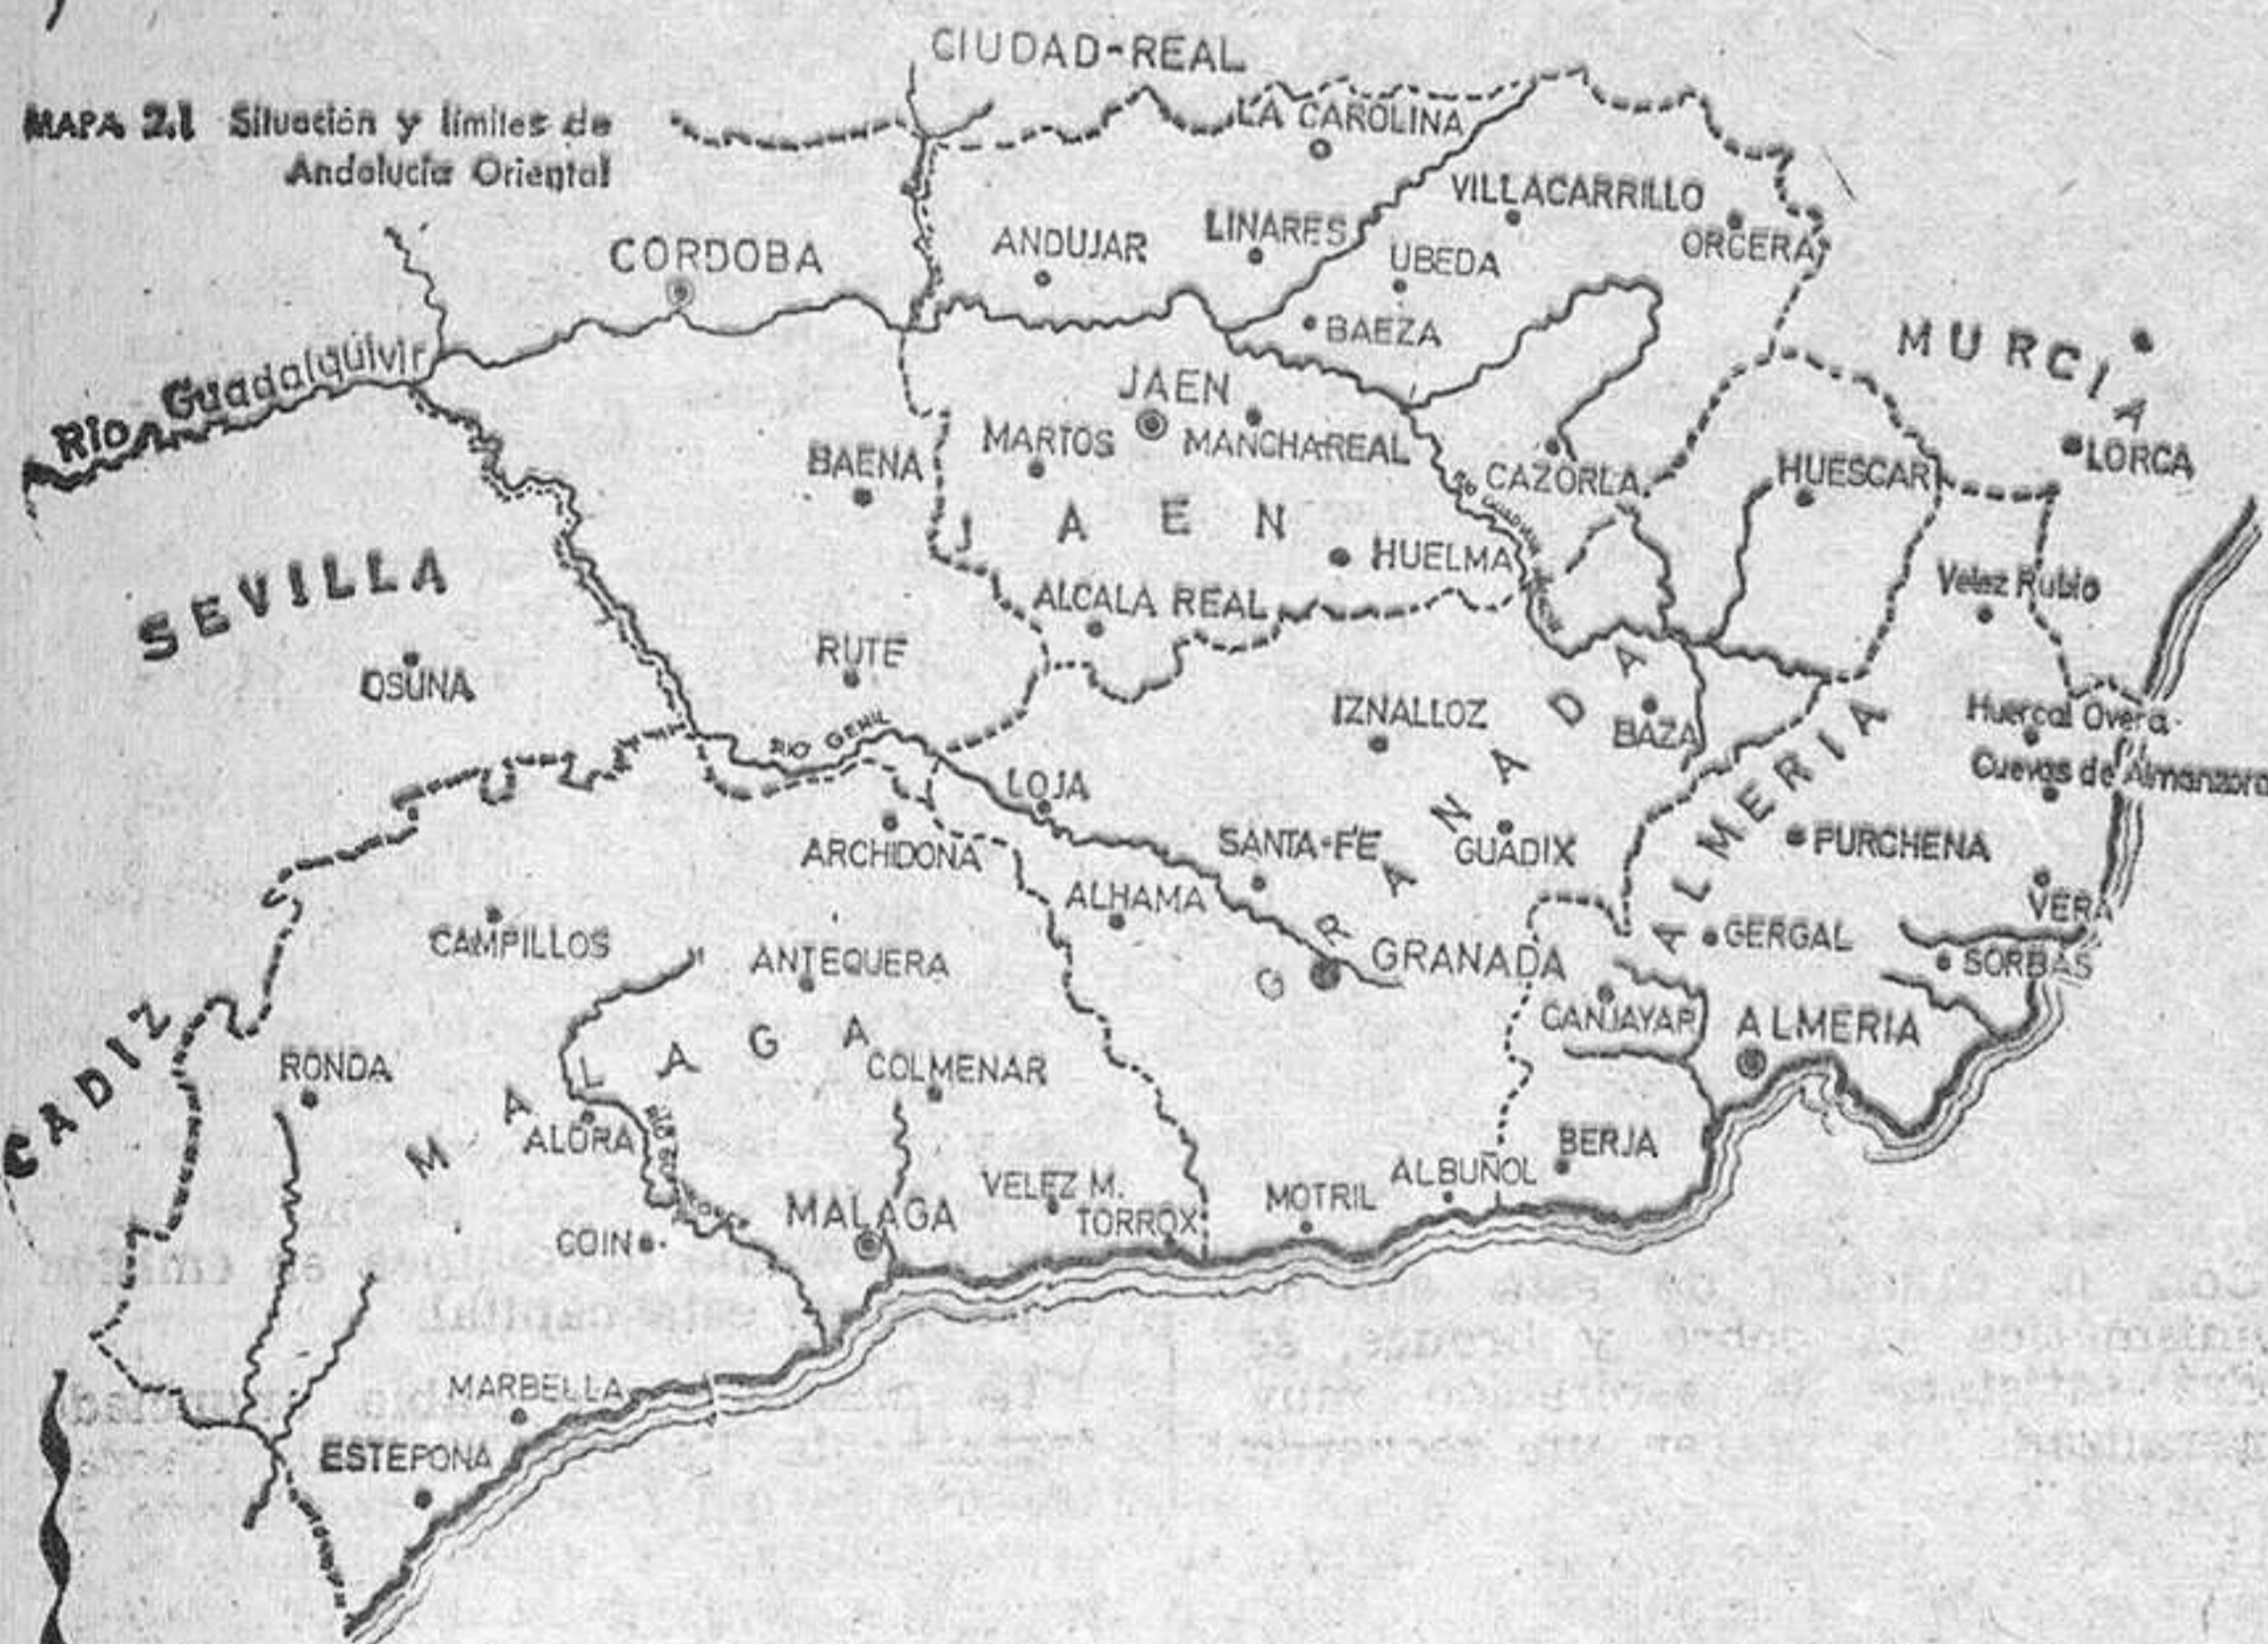 CIUDAD-REAL
MAPA 2.1 Situación y límites de
Andalucía Oriental
LA CAROLINA
VILLACARRILLO
ORCERA
CORDOBA
ANDUJAR
LINARES
UBEDA
BAEZA
MURCIA
Rio Guadalquivir
JAEN
MARTOS
MANCHAREAL
BAENA
CAZORLA
HUESCAR
LORCA
JAEN
HUELMA
SEVILLA
ALCALA REAL
Velez Rubio
OSUNA
RUTE
IZNALLOZ
BAZA
Huercal Overa
Cuevas de Almanzora
RIO GENIL
LOJA
ARCHIDONA
SANTA-FE
GUADIX
GRANADA
ALMERIA
PURCHENA
ALHAMA
VERA
CAMPILLOS
ANTEQUERA
GRANADA
GERGAL
SORBAS
CANJAYAR
ALMERIA
CADIZ
RONDA
MALAGA
COLMENAR
ALORA
BERJA
ALBUÑOL
VELEZ M.
MOTRIL
TORROX
MALAGA
COIN
MARBELLA
ESTEPONA